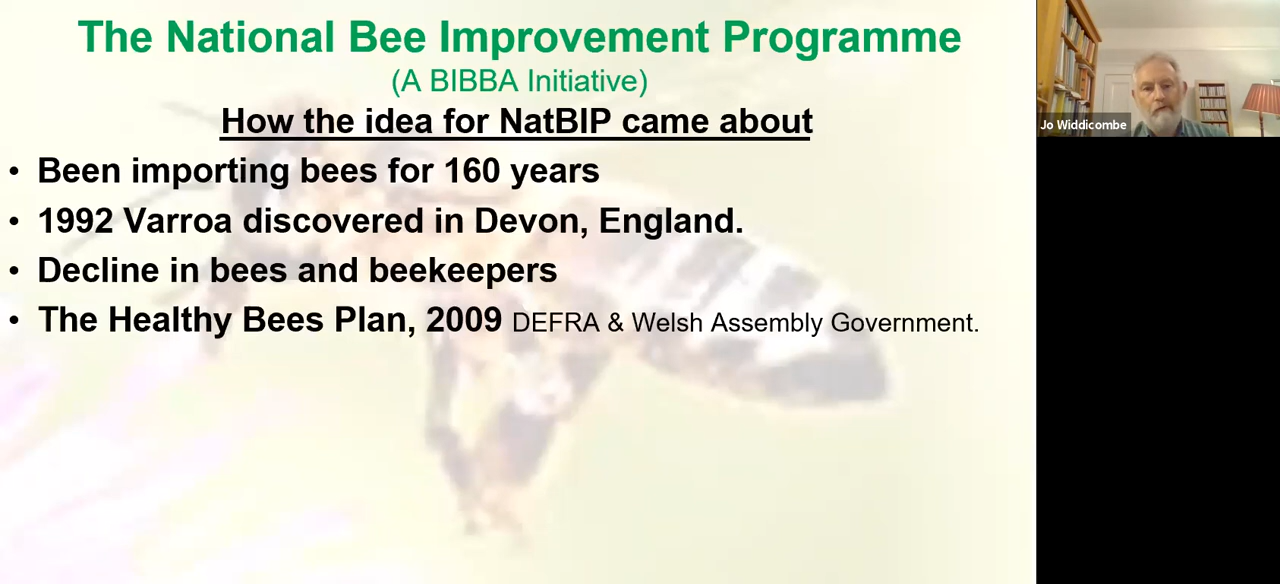 The National Bee Improvement Programme
(A BIBBA Initiative)
How the idea for NatBIP came about
• Been importing bees for 160 years
• 1992 Varroa discovered in Devon, England.
• Decline in bees and beekeepers
• The Healthy Bees Plan, 2009 DEFRA & Welsh Assembly Government.
Jo Widdicombe